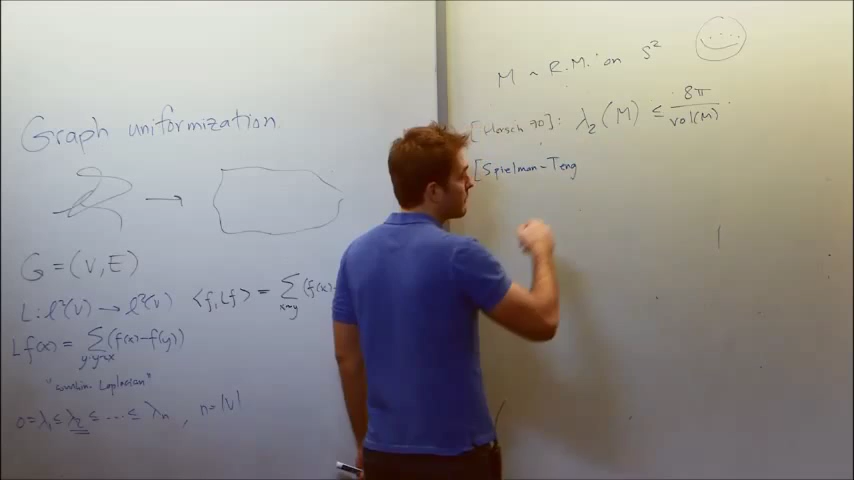 Graph uniformization
G = (V, E)
L: ℓ²(V) → ℓ²(V) ⟨f, Lf⟩ = Σ_{x~y} (f(x)-
Lf(x) = Σ_{y: y~x} (f(x)-f(y))
"combin. Laplacian"
0 = λ₁ ≤ λ₂ ≤ ... ≤ λₙ , n = |V|
M ~ R.M. on S²
[Hersch 70]: λ₂(M) ≤ 8π / vol(M) .
[Spielman-Teng